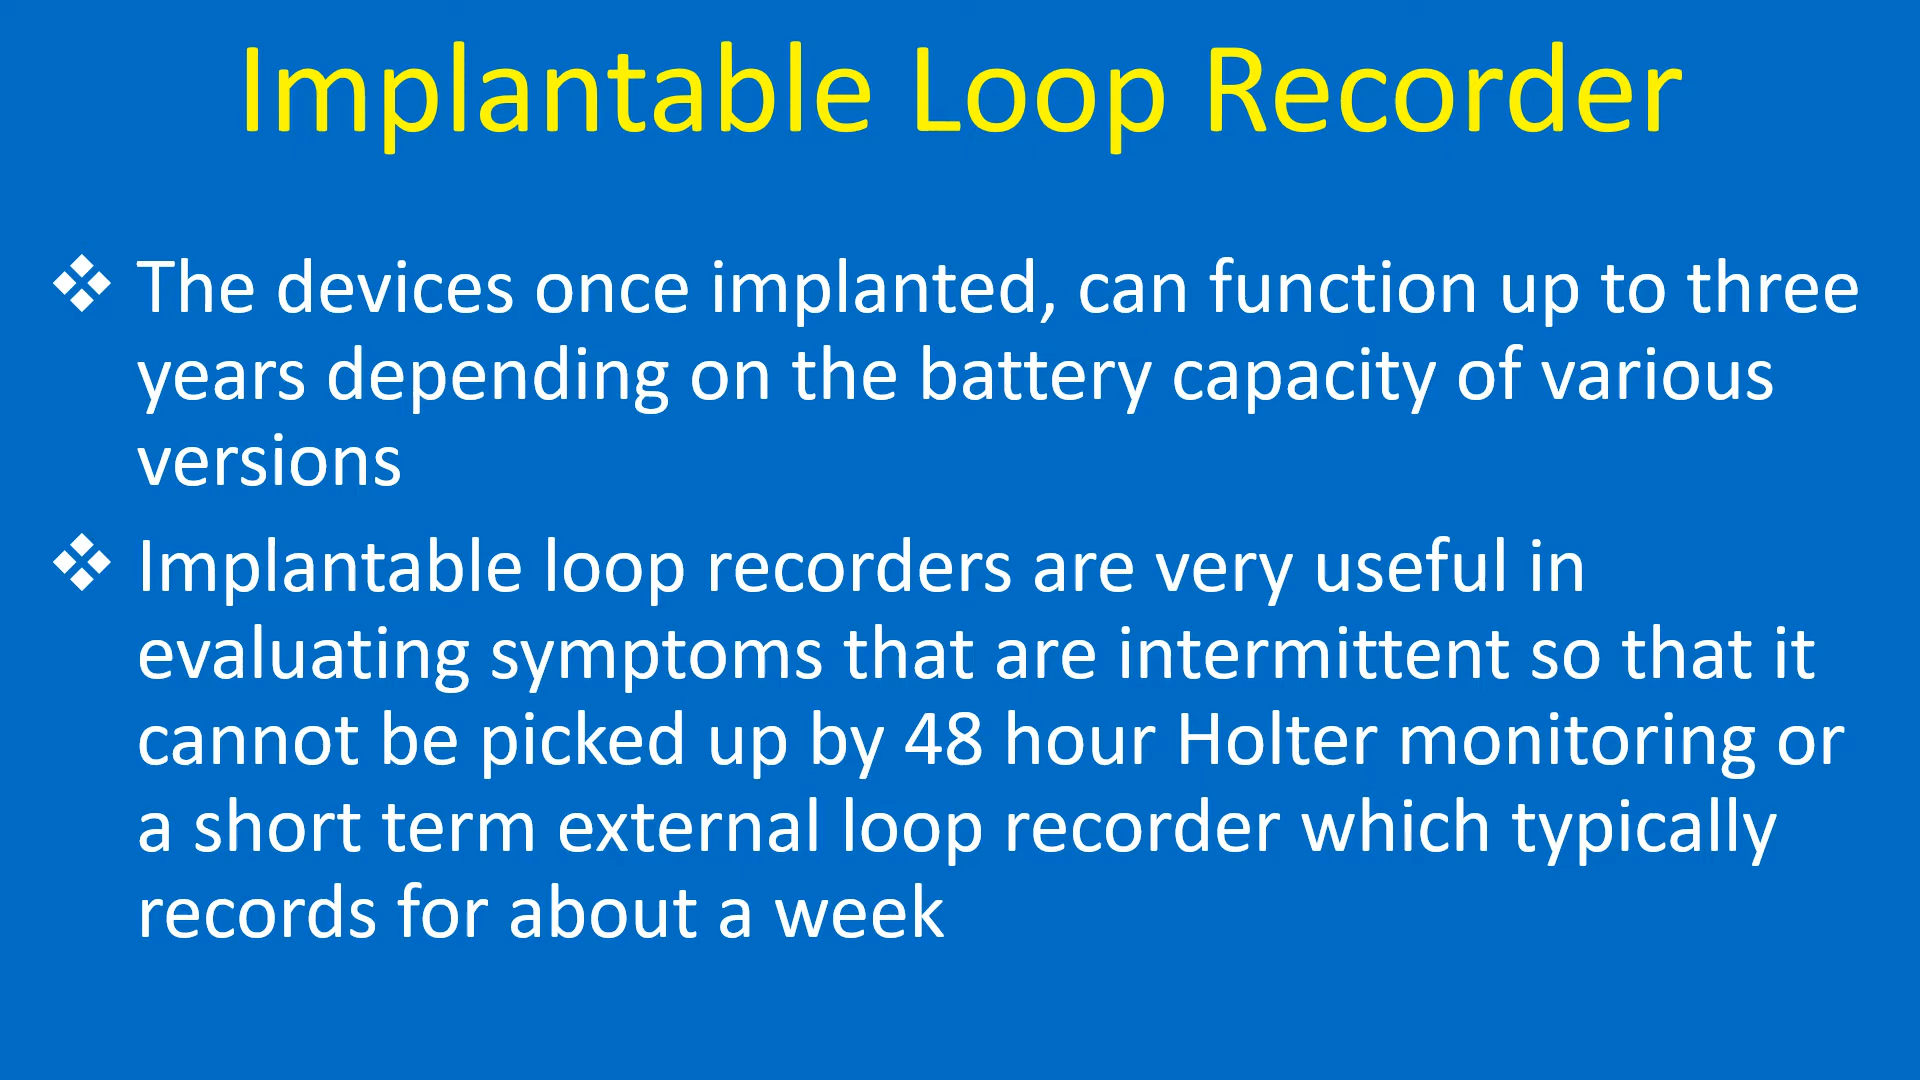 Implantable Loop Recorder
❖ The devices once implanted, can function up to three
years depending on the battery capacity of various
versions
❖ Implantable loop recorders are very useful in
evaluating symptoms that are intermittent so that it
cannot be picked up by 48 hour Holter monitoring or
a short term external loop recorder which typically
records for about a week